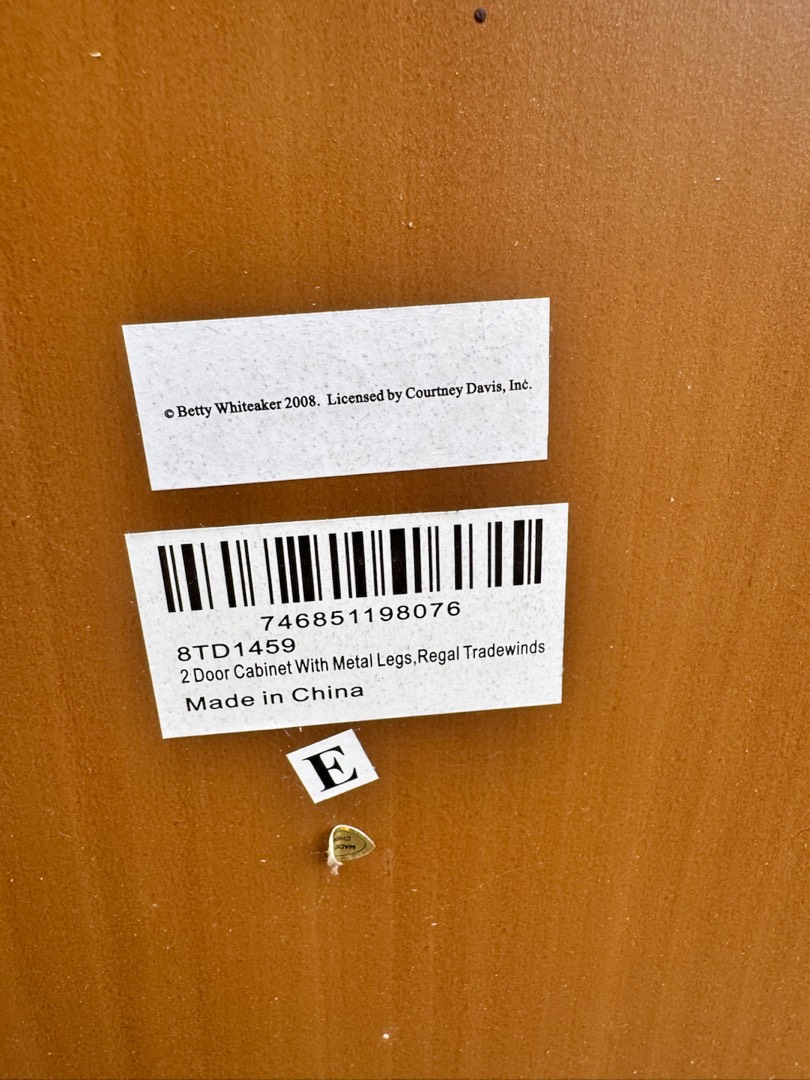 © Betty Whiteaker 2008. Licensed by Courtney Davis, Inc.
746851198076
8TD1459
2 Door Cabinet With Metal Legs,Regal Tradewinds
Made in China
E
MADE